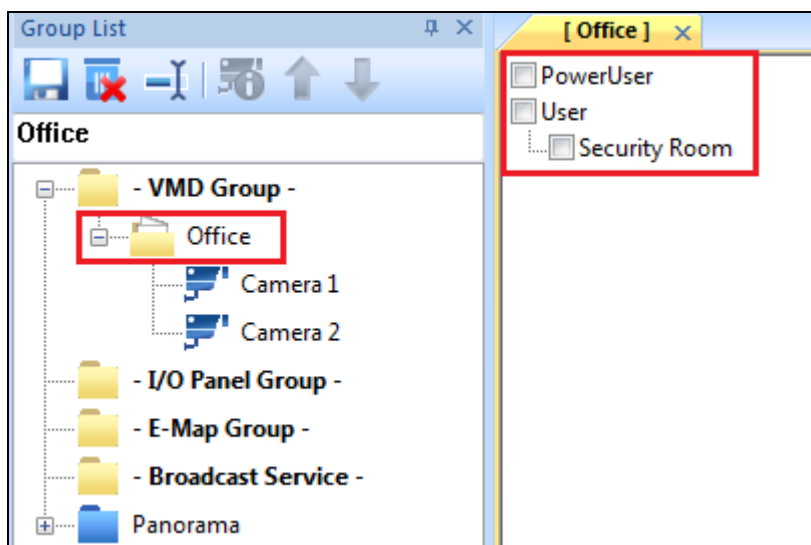 Group List
Office
- VMD Group -
Office
Camera 1
Camera 2
- I/O Panel Group -
- E-Map Group -
- Broadcast Service -
Panorama
[ Office ]
PowerUser
User
Security Room